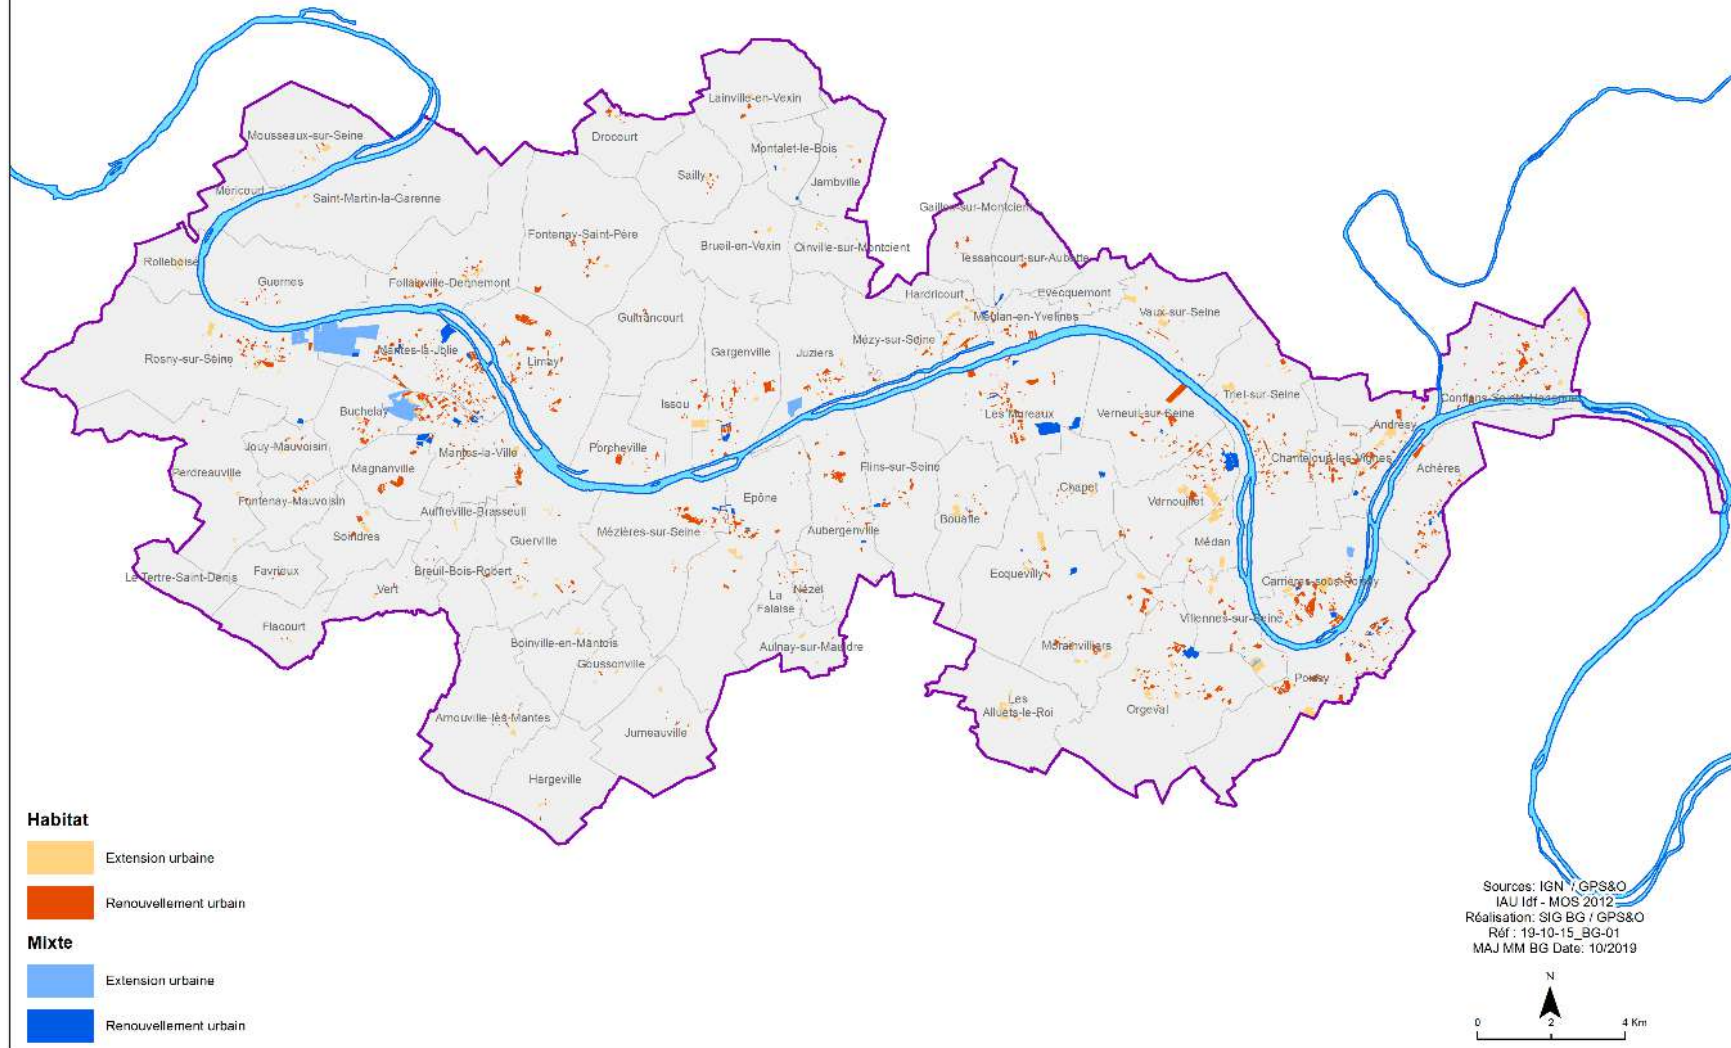 Lainville-en-Vexin
Mousseaux-sur-Seine
Drocourt
Montalet-le-Bois
Sailly
Jambville
Méricourt
Saint-Martin-la-Garenne
Gaillon-sur-Montcient
Fontenay-Saint-Père
Brueil-en-Vexin
Oinville-sur-Montcient
Tessancourt-sur-Aubette
Rolleboise
Guernes
Follainville-Dennemont
Hardricourt
Evecquemont
Guitrancourt
Meulan-en-Yvelines
Vaux-sur-Seine
Mézy-sur-Seine
Rosny-sur-Seine
Mantes-la-Jolie
Limay
Gargenville
Juziers
Triel-sur-Seine
Conflans-Sainte-Honorine
Buchelay
Issou
Les Mureaux
Verneuil-sur-Seine
Andrésy
Jouy-Mauvoisin
Mantes-la-Ville
Porcheville
Chanteloup-les-Vignes
Perdreauville
Magnanville
Flins-sur-Seine
Achères
Fontenay-Mauvoisin
Epône
Chapet
Vernouillet
Auffreville-Brasseuil
Bouafle
Soindres
Guerville
Mézières-sur-Seine
Aubergenville
Médan
Le Tertre-Saint-Denis
Favrieux
Breuil-Bois-Robert
Ecquevilly
Carrières-sous-Poissy
Vert
Nézel
La
Falaise
Flacourt
Villennes-sur-Seine
Boinville-en-Mantois
Aulnay-sur-Mauldre
Morainvilliers
Goussonville
Poissy
Les
Alluets-le-Roi
Orgeval
Arnouville-lès-Mantes
Jumeauville
Hargeville
Habitat
Extension urbaine
Renouvellement urbain
Mixte
Extension urbaine
Renouvellement urbain
Sources: IGN / GPS&O
IAU Idf - MOS 2012
Réalisation: SIG BG / GPS&O
Réf : 19-10-15_BG-01
MAJ MM BG Date: 10/2019
N
0 2 4 Km